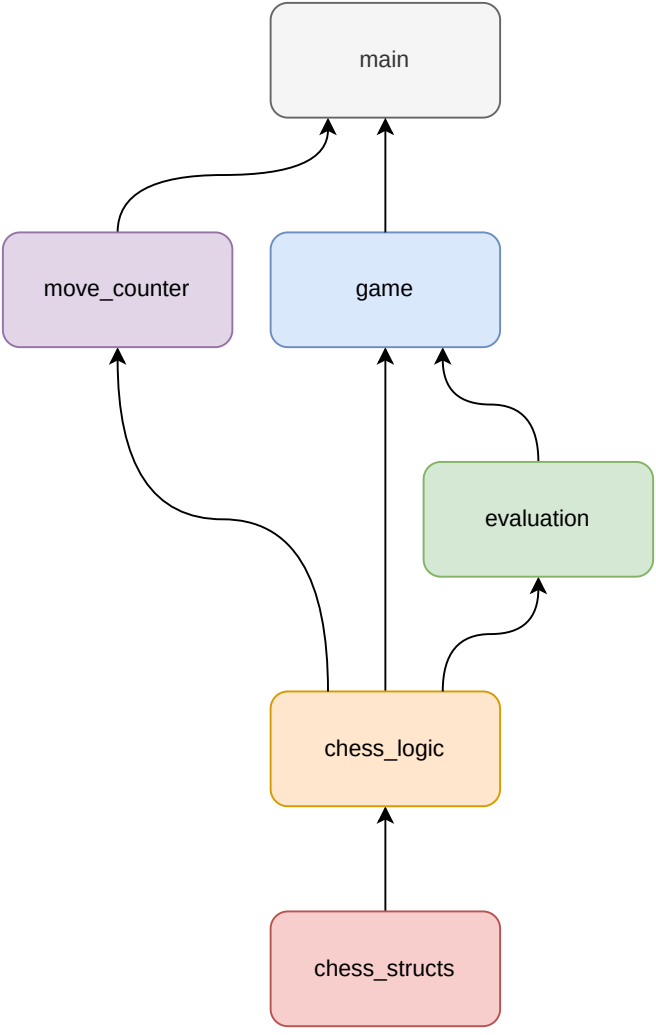 main
move_counter
game
evaluation
chess_logic
chess_structs